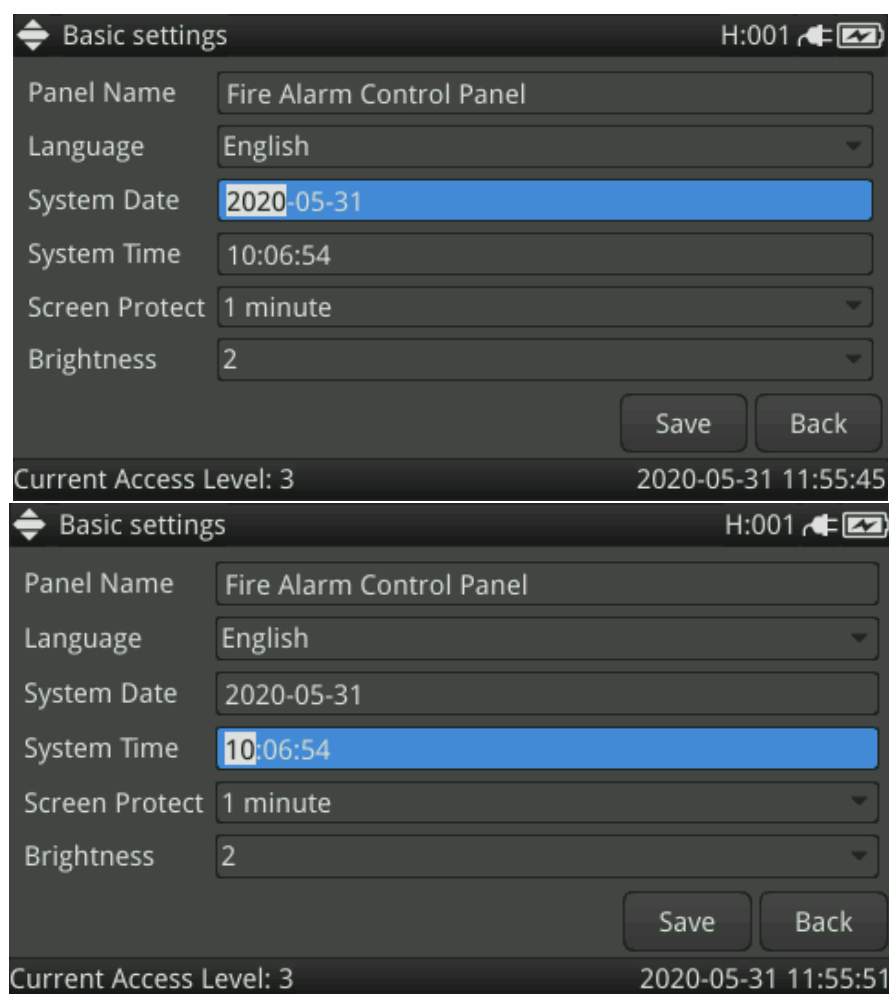 Basic settings H:001
Panel Name Fire Alarm Control Panel
Language English
System Date 2020-05-31
System Time 10:06:54
Screen Protect 1 minute
Brightness 2
Save Back
Current Access Level: 3 2020-05-31 11:55:45
Basic settings H:001
Panel Name Fire Alarm Control Panel
Language English
System Date 2020-05-31
System Time 10:06:54
Screen Protect 1 minute
Brightness 2
Save Back
Current Access Level: 3 2020-05-31 11:55:51